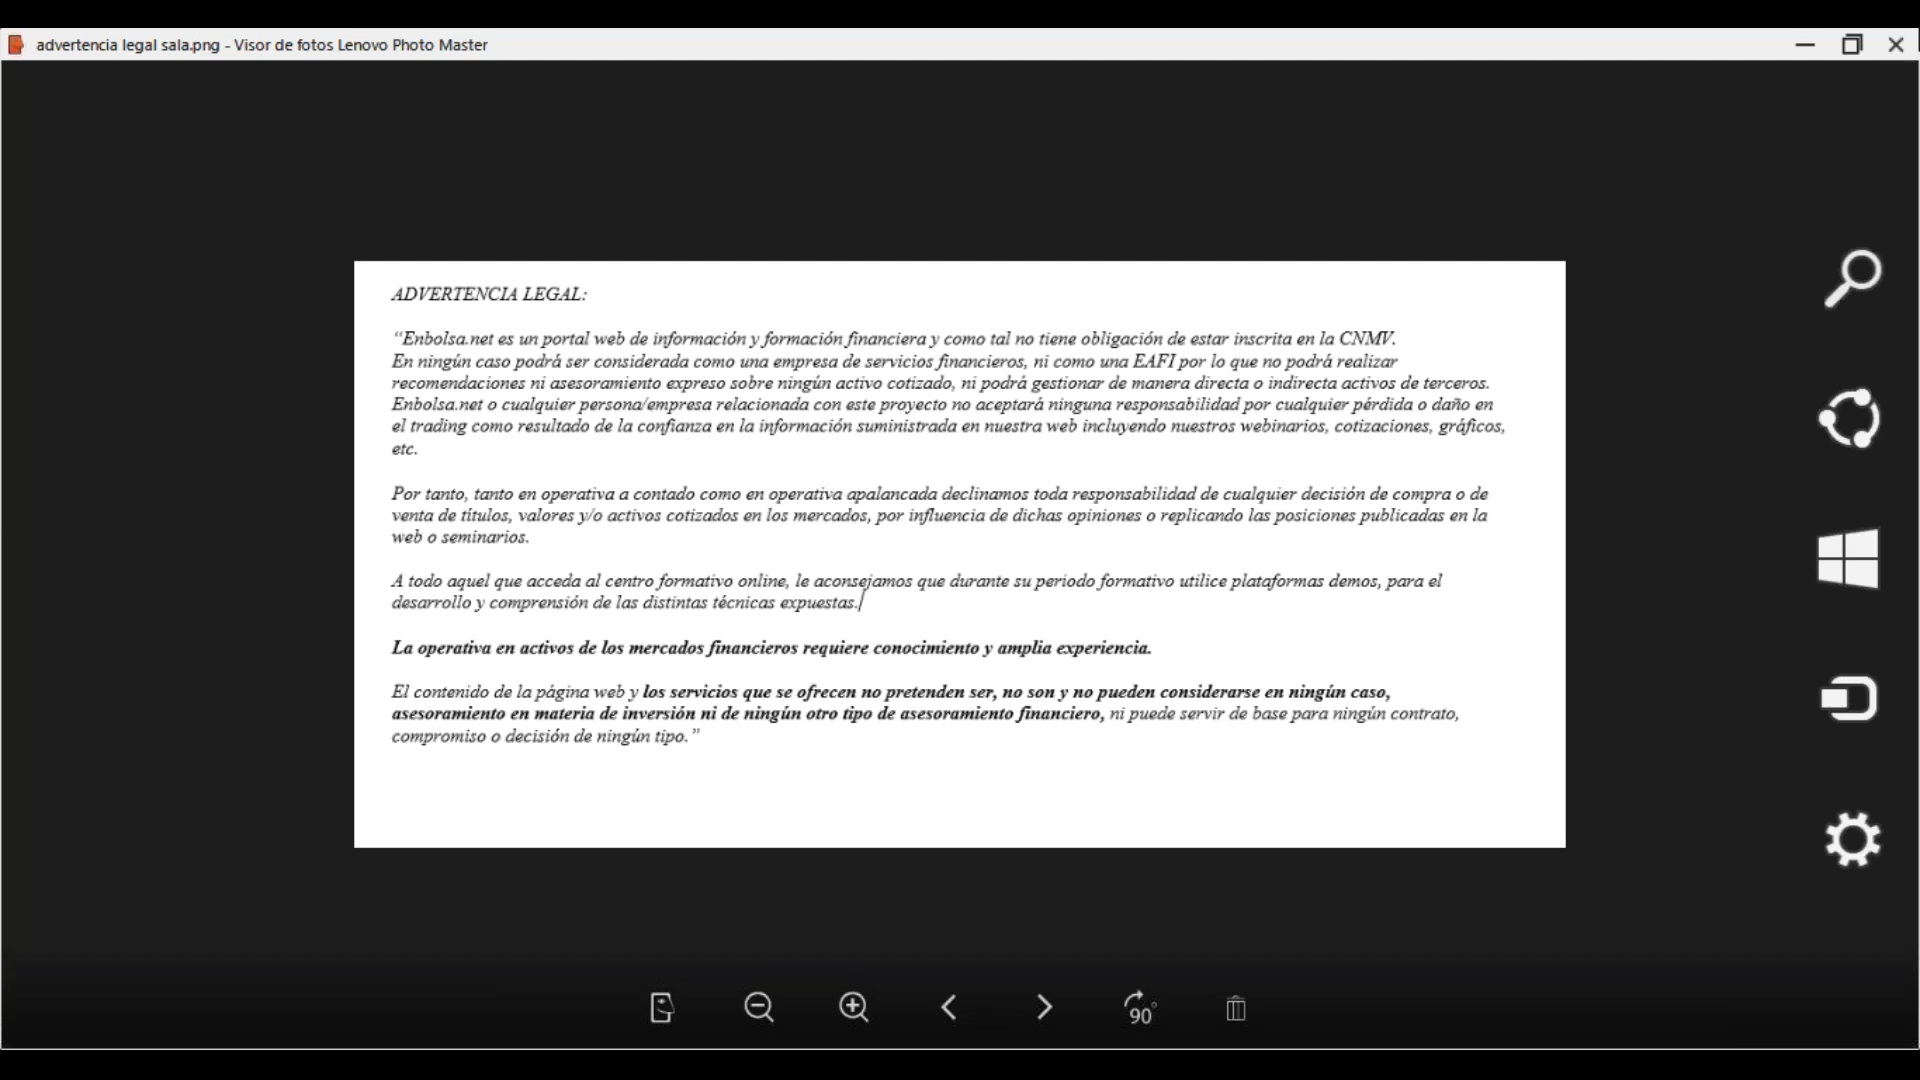 advertencia legal sala.png - Visor de fotos Lenovo Photo Master
ADVERTENCIA LEGAL:
“Enbolsa.net es un portal web de información y formación financiera y como tal no tiene obligación de estar inscrita en la CNMV.
En ningún caso podrá ser considerada como una empresa de servicios financieros, ni como una EAFI por lo que no podrá realizar
recomendaciones ni asesoramiento expreso sobre ningún activo cotizado, ni podrá gestionar de manera directa o indirecta activos de terceros.
Enbolsa.net o cualquier persona/empresa relacionada con este proyecto no aceptará ninguna responsabilidad por cualquier pérdida o daño en
el trading como resultado de la confianza en la información suministrada en nuestra web incluyendo nuestros webinarios, cotizaciones, gráficos,
etc.
Por tanto, tanto en operativa a contado como en operativa apalancada declinamos toda responsabilidad de cualquier decisión de compra o de
venta de títulos, valores y/o activos cotizados en los mercados, por influencia de dichas opiniones o replicando las posiciones publicadas en la
web o seminarios.
A todo aquel que acceda al centro formativo online, le aconsejamos que durante su periodo formativo utilice plataformas demos, para el
desarrollo y comprensión de las distintas técnicas expuestas.
La operativa en activos de los mercados financieros requiere conocimiento y amplia experiencia.
El contenido de la página web y los servicios que se ofrecen no pretenden ser, no son y no pueden considerarse en ningún caso,
asesoramiento en materia de inversión ni de ningún otro tipo de asesoramiento financiero, ni puede servir de base para ningún contrato,
compromiso o decisión de ningún tipo.”
90°